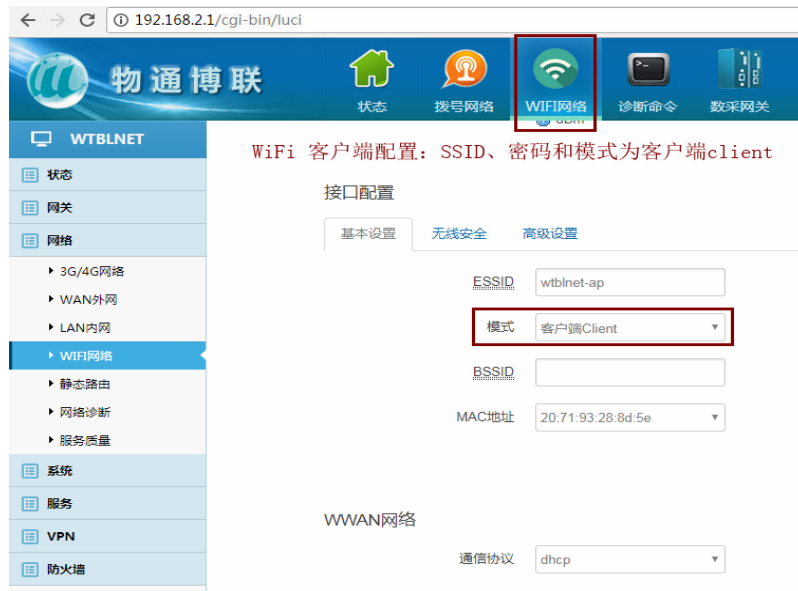 192.168.2.1/cgi-bin/luci
物通博联
状态
拨号网络
WIFI网络
诊断命令
数采网关
dbm
WTBLNET
WiFi 客户端配置：SSID、密码和模式为客户端client
状态
网关
网络
3G/4G网络
WAN外网
LAN内网
WIFI网络
静态路由
网络诊断
服务质量
系统
服务
VPN
防火墙
接口配置
基本设置
无线安全
高级设置
ESSID
wtblnet-ap
模式
客户端Client
BSSID
MAC地址
20:71:93:28:8d:5e
WWAN网络
通信协议
dhcp